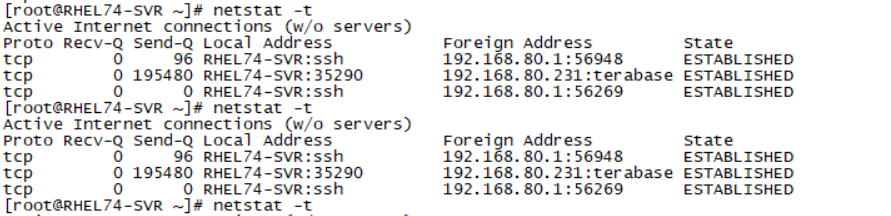 [root@RHEL74-SVR ~]# netstat -t
Active Internet connections (w/o servers)
Proto Recv-Q Send-Q Local Address           Foreign Address         State
tcp        0     96 RHEL74-SVR:ssh          192.168.80.1:56948      ESTABLISHED
tcp        0 195480 RHEL74-SVR:35290        192.168.80.231:terabase ESTABLISHED
tcp        0      0 RHEL74-SVR:ssh          192.168.80.1:56269      ESTABLISHED
[root@RHEL74-SVR ~]# netstat -t
Active Internet connections (w/o servers)
Proto Recv-Q Send-Q Local Address           Foreign Address         State
tcp        0     96 RHEL74-SVR:ssh          192.168.80.1:56948      ESTABLISHED
tcp        0 195480 RHEL74-SVR:35290        192.168.80.231:terabase ESTABLISHED
tcp        0      0 RHEL74-SVR:ssh          192.168.80.1:56269      ESTABLISHED
[root@RHEL74-SVR ~]# netstat -t